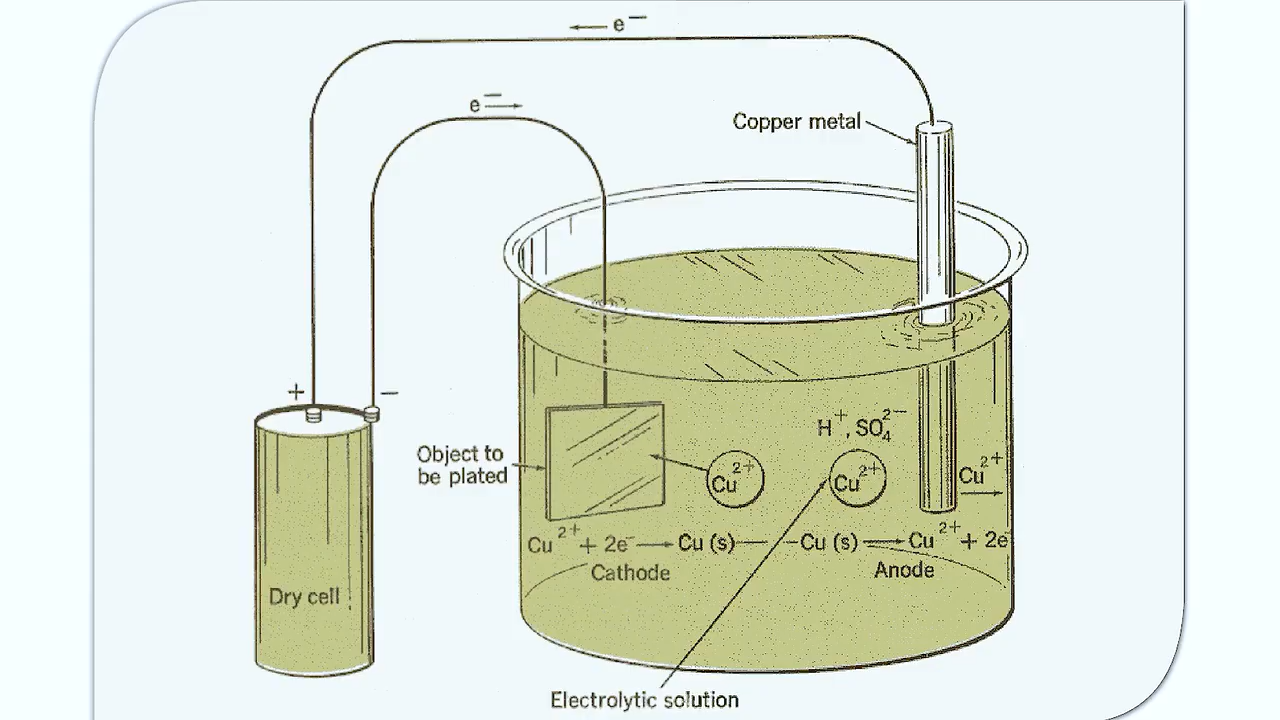 e⁻
e⁻
Copper metal
+
−
H⁺, SO₄²⁻
Object to
be plated
Cu²⁺
Cu²⁺
Cu²⁺
Cu²⁺ + 2e⁻ → Cu (s)
Cu (s) → Cu²⁺ + 2e⁻
Cathode
Anode
Dry cell
Electrolytic solution